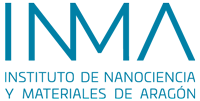 INMA
INSTITUTO DE NANOCIENCIA
Y MATERIALES DE ARAGÓN